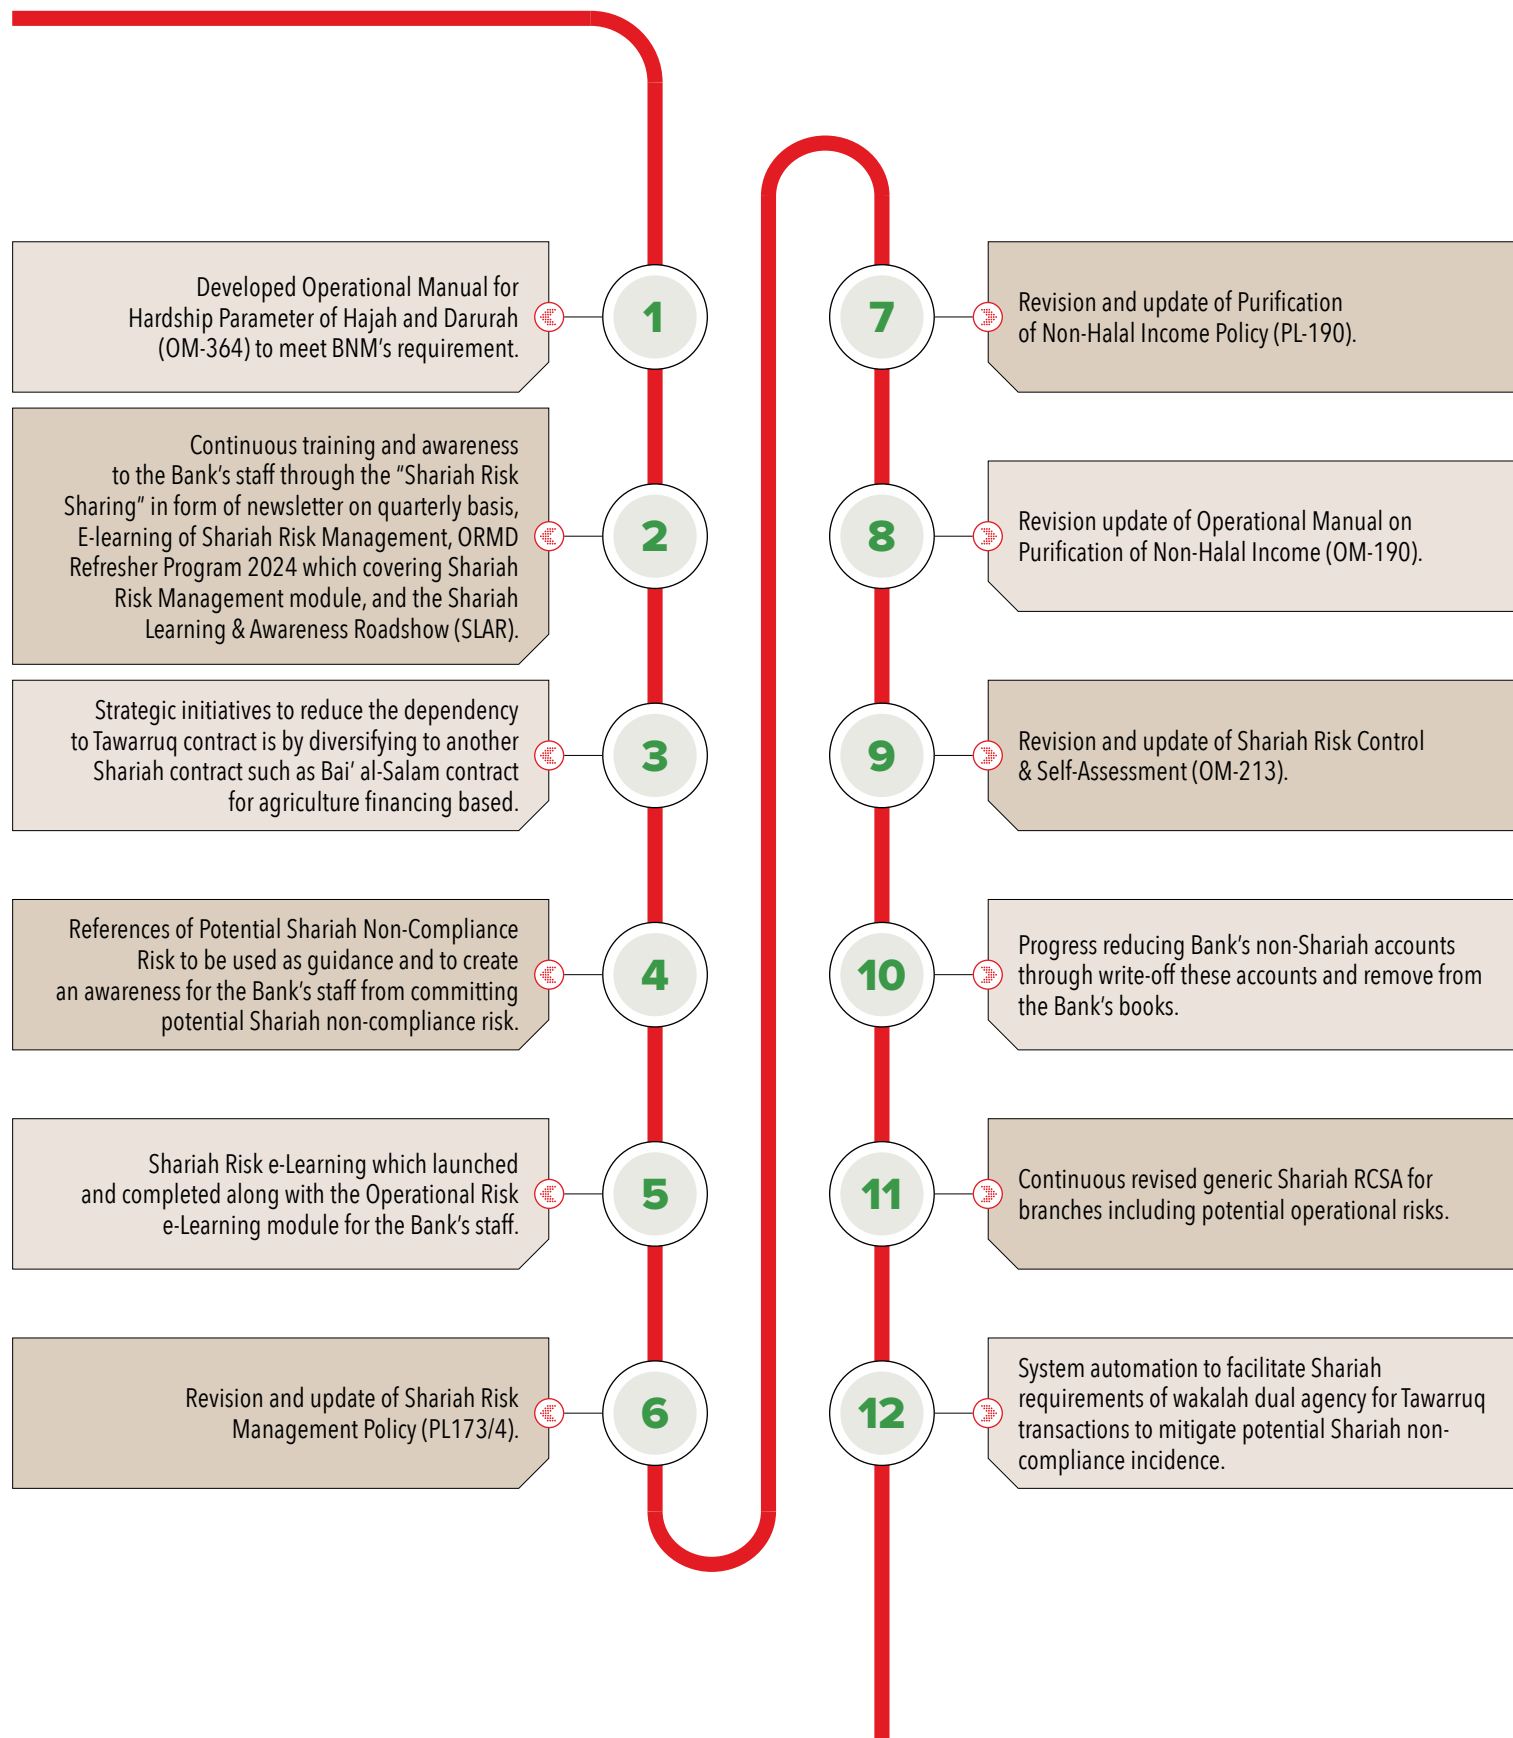 Developed Operational Manual for
Hardship Parameter of Hajah and Darurah
(OM-364) to meet BNM’s requirement.
1
Continuous training and awareness
to the Bank’s staff through the “Shariah Risk
Sharing” in form of newsletter on quarterly basis,
E-learning of Shariah Risk Management, ORMD
Refresher Program 2024 which covering Shariah
Risk Management module, and the Shariah
Learning & Awareness Roadshow (SLAR).
2
Strategic initiatives to reduce the dependency
to Tawarruq contract is by diversifying to another
Shariah contract such as Bai’ al-Salam contract
for agriculture financing based.
3
References of Potential Shariah Non-Compliance
Risk to be used as guidance and to create
an awareness for the Bank’s staff from committing
potential Shariah non-compliance risk.
4
Shariah Risk e-Learning which launched
and completed along with the Operational Risk
e-Learning module for the Bank’s staff.
5
Revision and update of Shariah Risk
Management Policy (PL173/4).
6
7
Revision and update of Purification
of Non-Halal Income Policy (PL-190).
8
Revision update of Operational Manual on
Purification of Non-Halal Income (OM-190).
9
Revision and update of Shariah Risk Control
& Self-Assessment (OM-213).
10
Progress reducing Bank’s non-Shariah accounts
through write-off these accounts and remove from
the Bank’s books.
11
Continuous revised generic Shariah RCSA for
branches including potential operational risks.
12
System automation to facilitate Shariah
requirements of wakalah dual agency for Tawarruq
transactions to mitigate potential Shariah non-
compliance incidence.